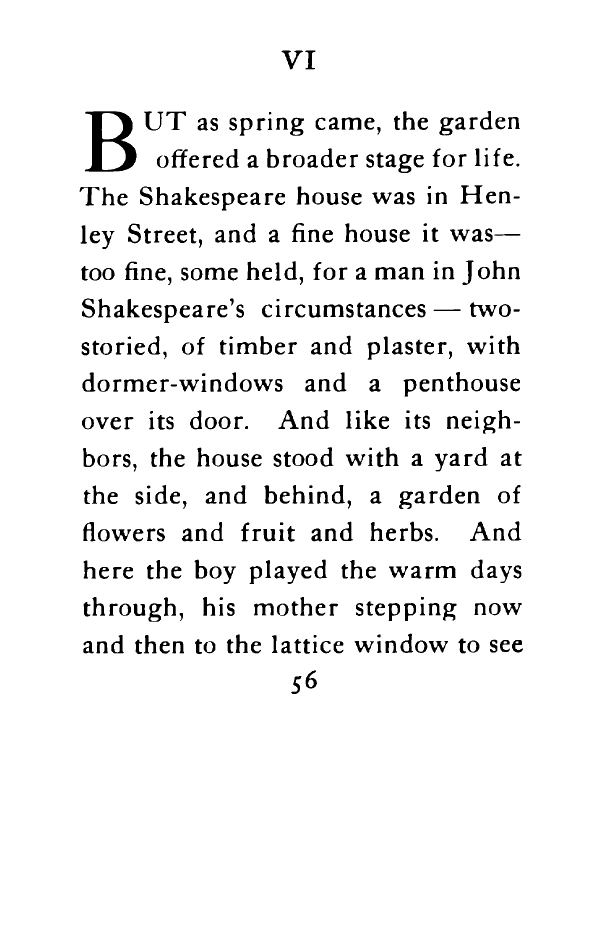 VI
BUT as spring came, the garden
offered a broader stage for life.
The Shakespeare house was in Hen-
ley Street, and a fine house it was—
too fine, some held, for a man in John
Shakespeare's circumstances — two-
storied, of timber and plaster, with
dormer-windows and a penthouse
over its door. And like its neigh-
bors, the house stood with a yard at
the side, and behind, a garden of
flowers and fruit and herbs. And
here the boy played the warm days
through, his mother stepping now
and then to the lattice window to see
56